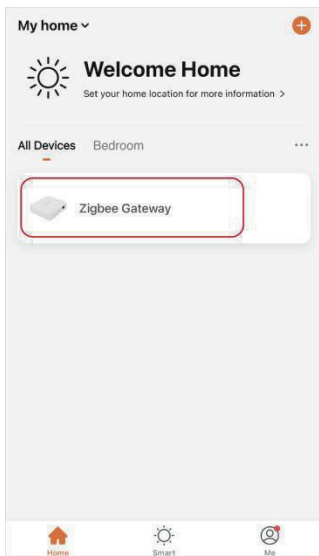 My home
Welcome Home
Set your home location for more information >
All Devices Bedroom ...
Zigbee Gateway
Home Smart Me